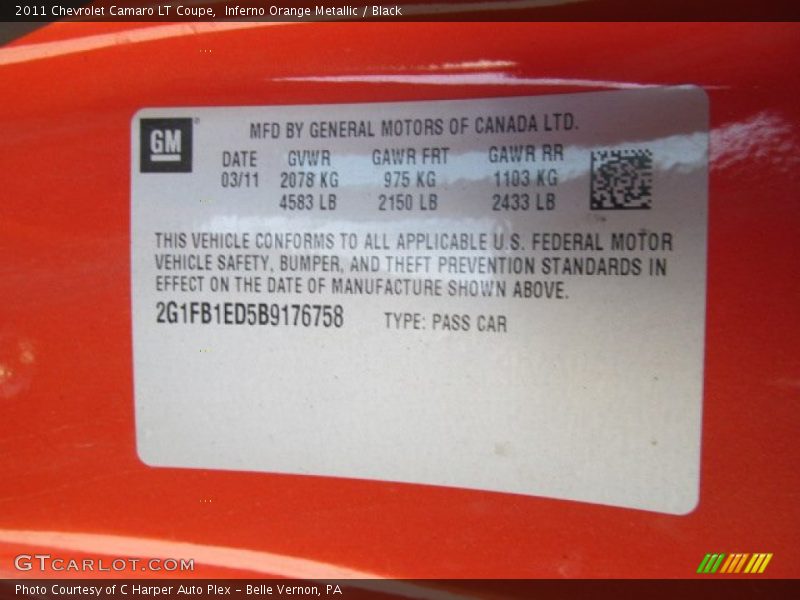 2011 Chevrolet Camaro LT Coupe,  Inferno Orange Metallic / Black
GM®
MFD BY GENERAL MOTORS OF CANADA LTD.
DATE GVWR GAWR FRT GAWR RR
03/11 2078 KG 975 KG 1103 KG
4583 LB 2150 LB 2433 LB
THIS VEHICLE CONFORMS TO ALL APPLICABLE U.S. FEDERAL MOTOR
VEHICLE SAFETY, BUMPER, AND THEFT PREVENTION STANDARDS IN
EFFECT ON THE DATE OF MANUFACTURE SHOWN ABOVE.
2G1FB1ED5B9176758 TYPE: PASS CAR
GTCARLOT.COM
Photo Courtesy of C Harper Auto Plex - Belle Vernon, PA